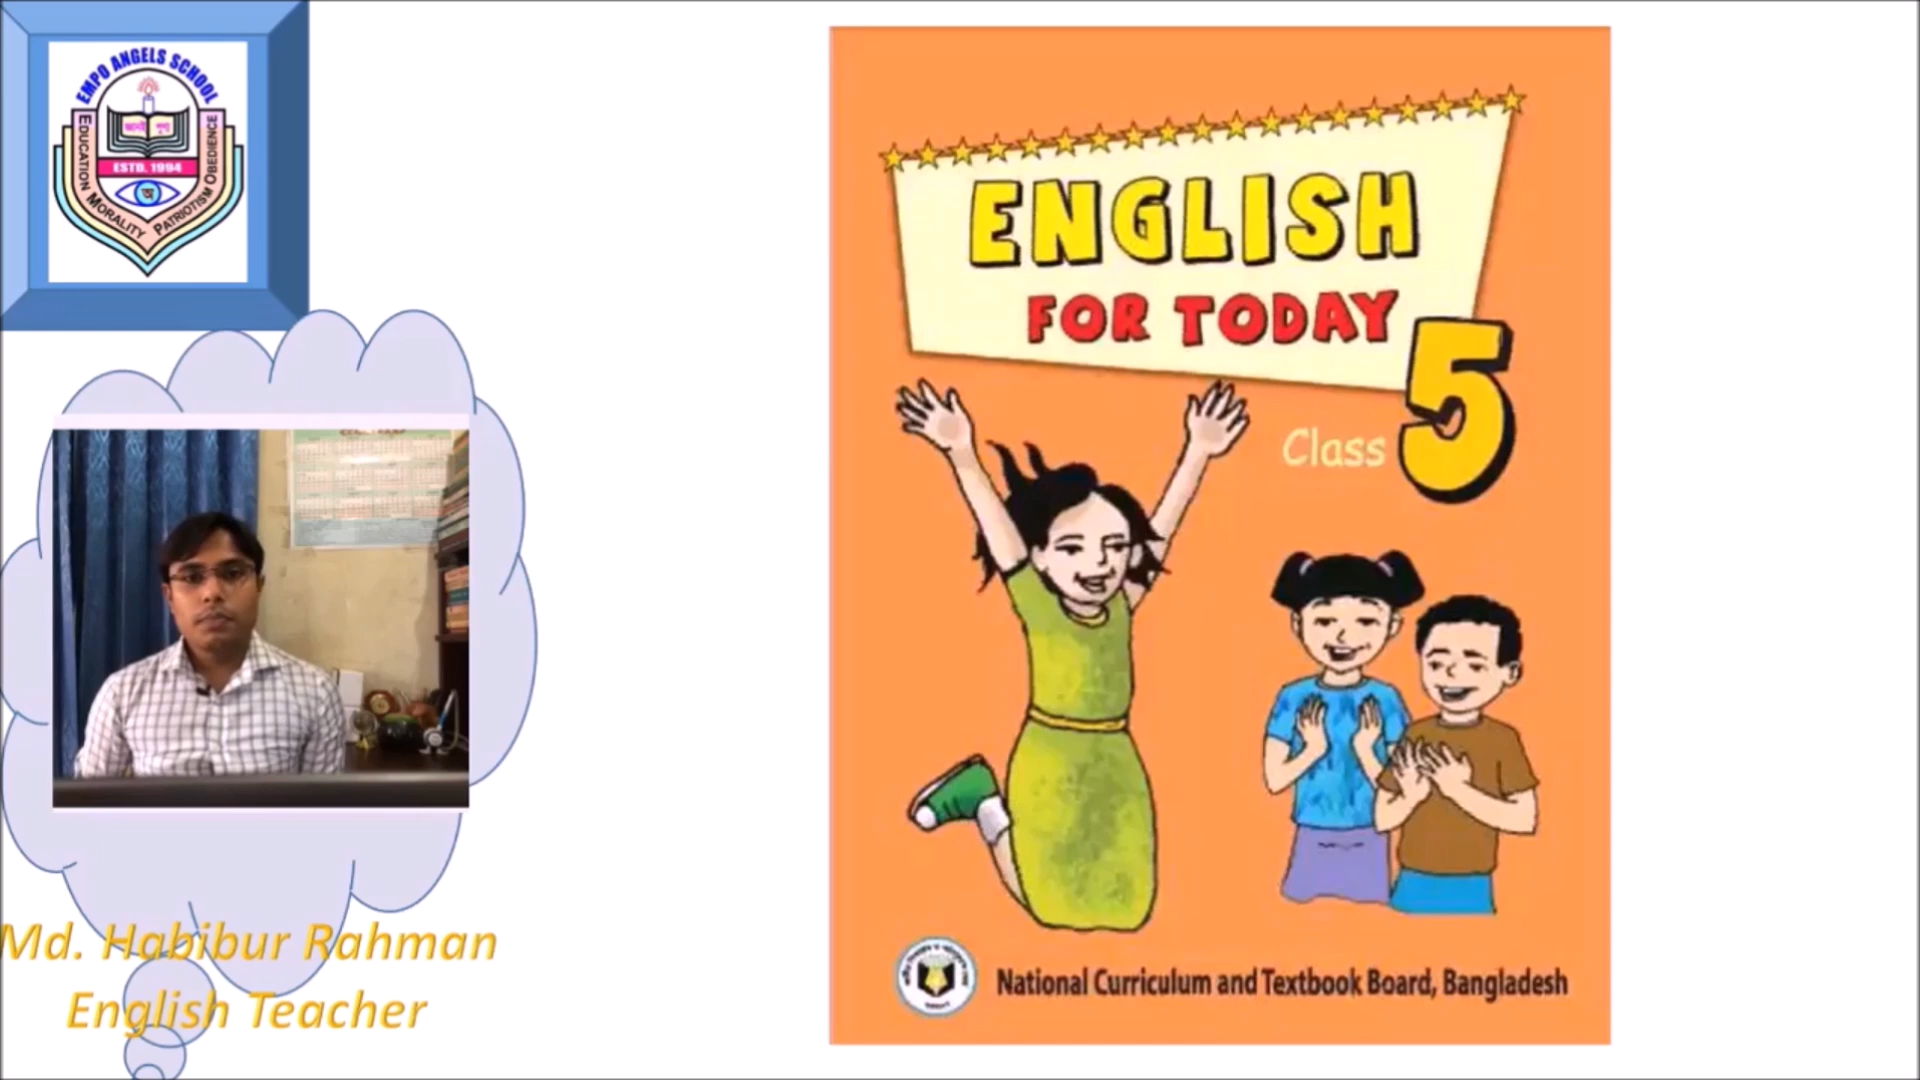 EMPO ANGELS SCHOOL
ESTD. 1994
EDUCATION MORALITY PATRIOTISM OBEDIENCE
অ
Md. Habibur Rahman
English Teacher
ENGLISH
FOR TODAY
Class 5
National Curriculum and Textbook Board, Bangladesh